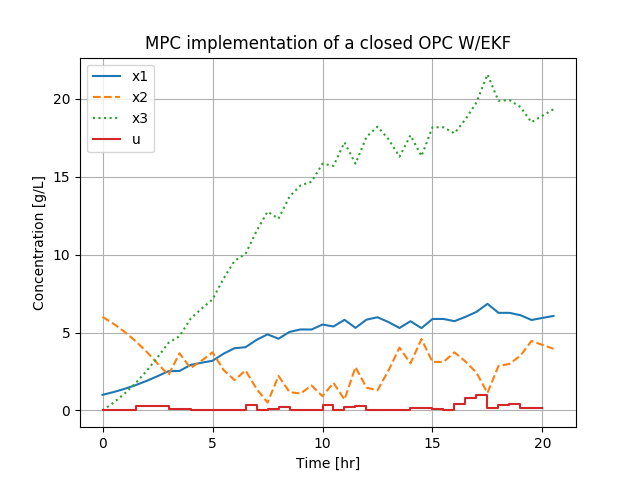 MPC implementation of a closed OPC W/EKF
x1
x2
x3
u
20
15
10
5
0
Concentration [g/L]
0 5 10 15 20
Time [hr]